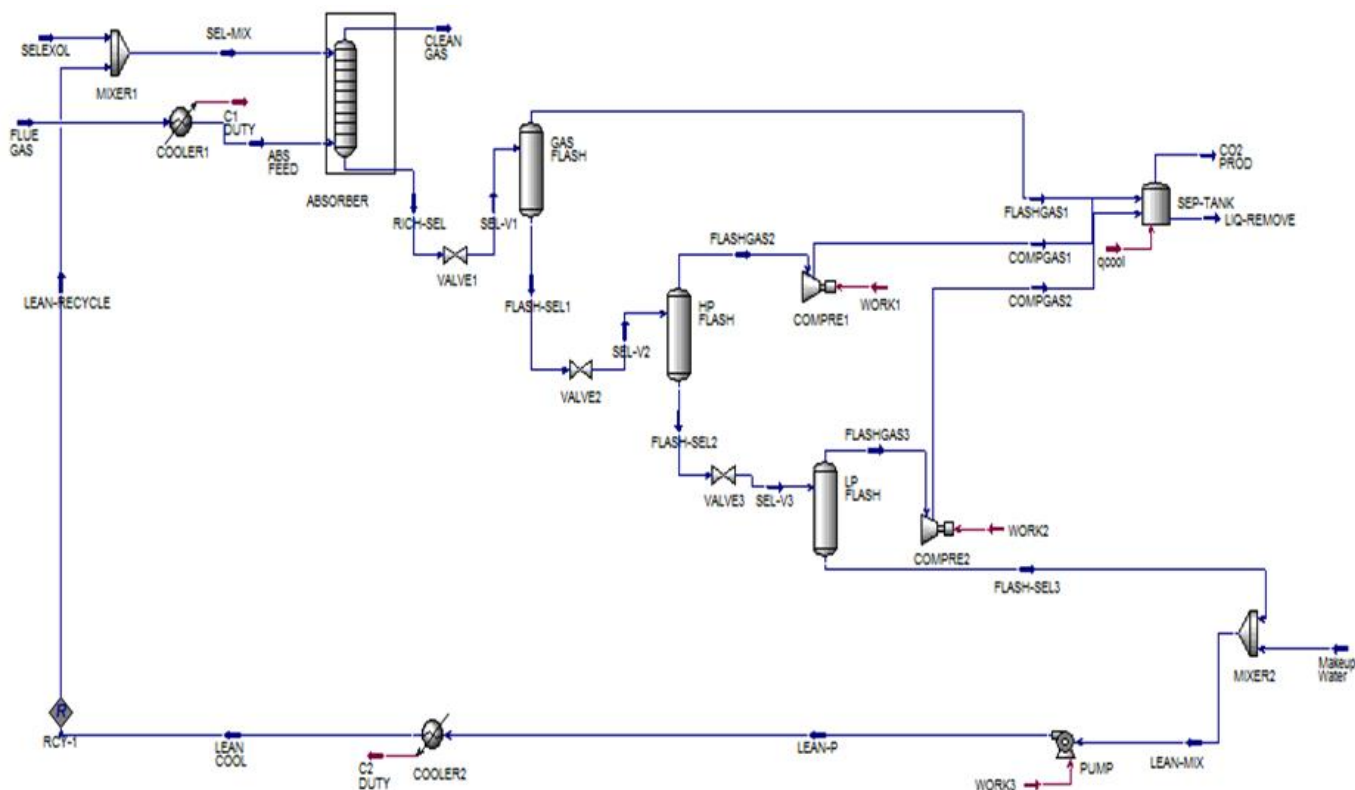 SELEXOL
SEL-MIX
MIXER1
CLEAN
GAS
FLUE
GAS
C1
DUTY
COOLER1
ABS
FEED
ABSORBER
GAS
FLASH
RICH-SEL
SEL-V1
VALVE1
CO2
PROD
SEP-TANK
FLASHGAS1
LIQ-REMOVE
FLASHGAS2
COMPGAS1
qcool
COMPGAS2
LEAN-RECYCLE
FLASH-SEL1
WORK1
HP
FLASH
COMPRE1
SEL-V2
VALVE2
FLASH-SEL2
FLASHGAS3
VALVE3
SEL-V3
LP
FLASH
WORK2
COMPRE2
FLASH-SEL3
Makeup
Water
MIXER2
R
RCY-1
LEAN
COOL
C2
DUTY
COOLER2
LEAN-P
WORK3
PUMP
LEAN-MIX